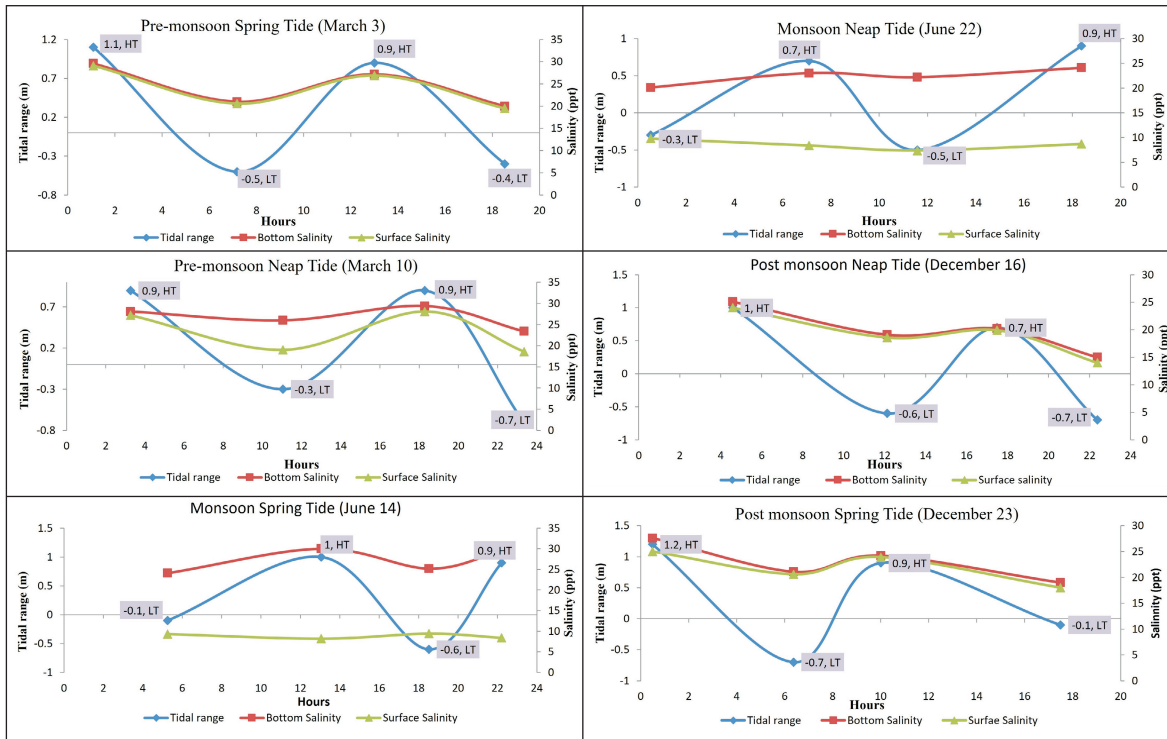 Pre-monsoon Spring Tide (March 3)
Tidal range (m)
1.2
0.7
0.2
-0.3
-0.8
1.1, HT
0.9, HT
-0.5, LT
-0.4, LT
35
30
25
20
15
10
5
0
Salinity (ppt)
0 2 4 6 8 10 12 14 16 18 20
Hours
Tidal range Bottom Salinity Surface Salinity
Monsoon Neap Tide (June 22)
Tidal range (m)
1
0.5
0
-0.5
-1
-0.3, LT
0.7, HT
-0.5, LT
0.9, HT
30
25
20
15
10
5
0
Salinity (ppt)
0 2 4 6 8 10 12 14 16 18 20
Hours
Tidal range Bottom Salinity Surface Salinity
Pre-monsoon Neap Tide (March 10)
Tidal range (m)
0.7
0.2
-0.3
-0.8
0.9, HT
0.9, HT
-0.3, LT
-0.7, LT
35
30
25
20
15
10
5
0
Salinity (ppt)
0 2 4 6 8 10 12 14 16 18 20 22 24
Hours
Tidal range Bottom Salinity Surface Salinity
Post monsoon Neap Tide (December 16)
Tidal range (m)
1.5
1
0.5
0
-0.5
-1
1, HT
0.7, HT
-0.6, LT
-0.7, LT
30
25
20
15
10
5
0
Salinity (ppt)
0 2 4 6 8 10 12 14 16 18 20 22 24
Hours
Tidal range Bottom Salinity Surface salinity
Monsoon Spring Tide (June 14)
Tidal range (m)
1.5
1
0.5
0
-0.5
-1
-0.1, LT
1, HT
-0.6, LT
0.9, HT
35
30
25
20
15
10
5
0
Salinity (ppt)
0 2 4 6 8 10 12 14 16 18 20 22 24
Hours
Tidal range Bottom Salinity Surface Salinity
Post monsoon Spring Tide (December 23)
Tidal range (m)
1.5
1
0.5
0
-0.5
-1
1.2, HT
0.9, HT
-0.7, LT
-0.1, LT
30
25
20
15
10
5
0
Salinity (ppt)
0 2 4 6 8 10 12 14 16 18 20
Hours
Tidal range Bottom Salinity Surfae Salinity